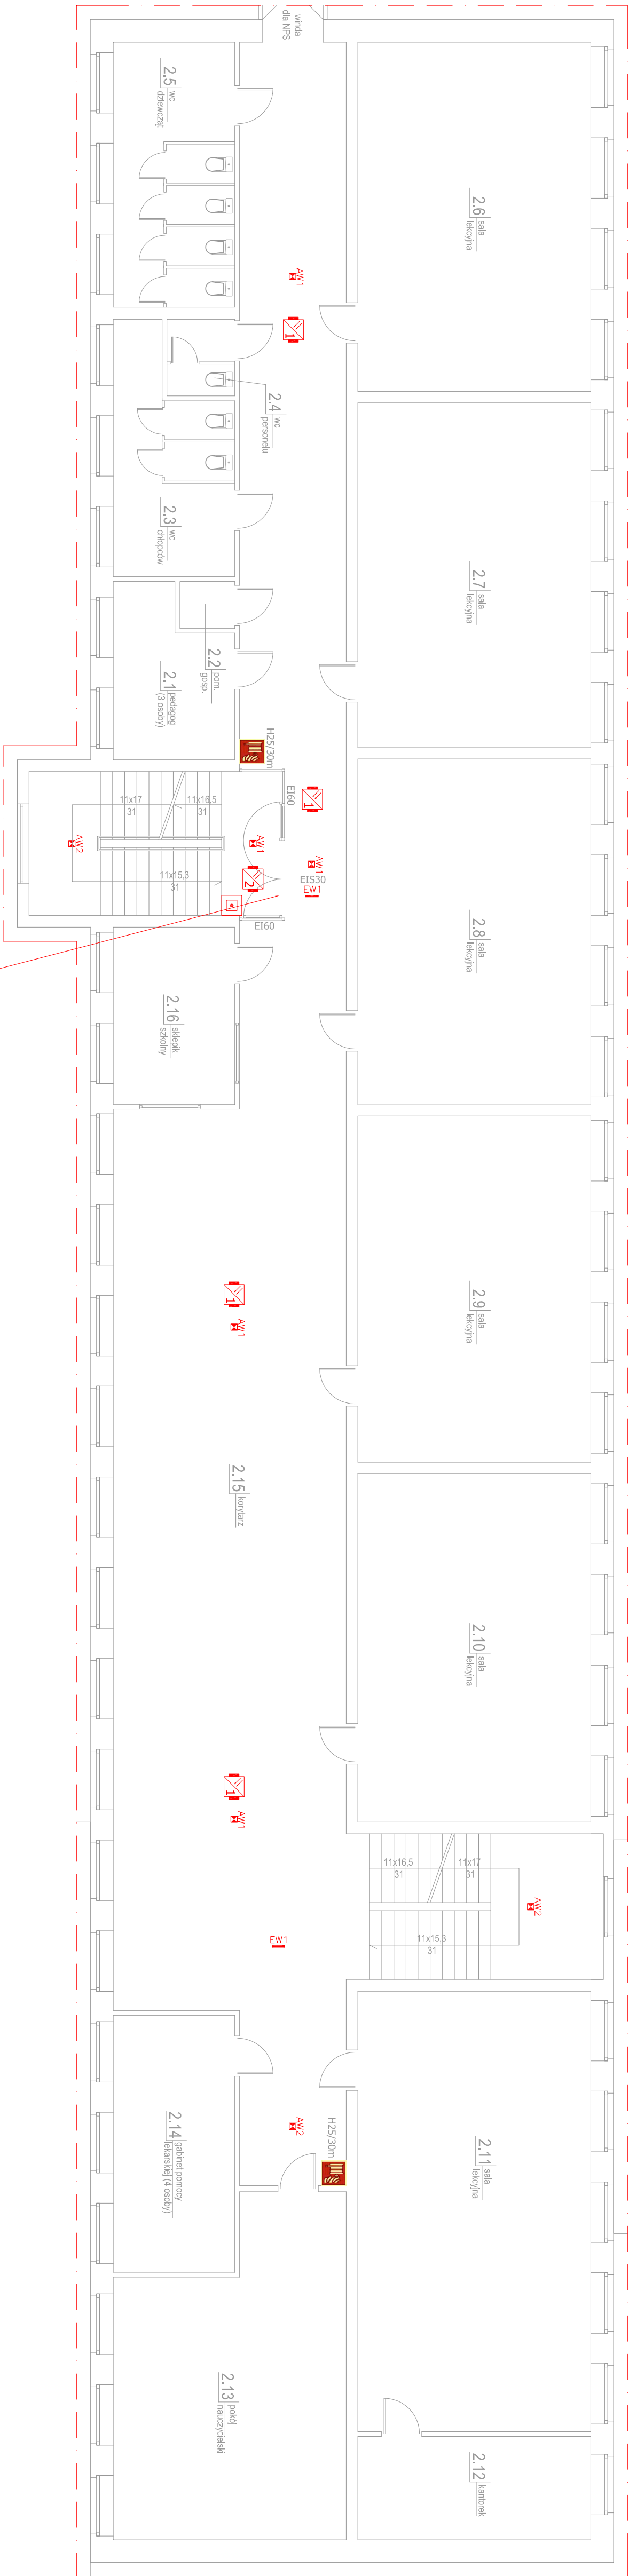 winda
dla NPS
2.5 wc
dziewcząt
2.6 sala
lekcyjna
AW1
1
2.4 wc
personelu
2.3 wc
chłopców
2.7 sala
lekcyjna
2.2 pom.
gosp.
2.1 pedagog
(3 osoby)
H25/30m
EI60
1
11x17
31
11x16,5
31
AW2
AW1
AW1
11x15,3
31
2
EIS30
EW1
EI60
2.8 sala
lekcyjna
2.16 sklepik
szkolny
1
AW1
2.9 sala
lekcyjna
2.15 korytarz
2.10 sala
lekcyjna
1
AW1
11x16,5
31
11x17
31
AW2
11x15,3
31
EW1
AW2
H25/30m
2.14 gabinet pomocy
lekarskiej (4 osoby)
2.11 sala
lekcyjna
2.13 pokój
nauczycielski
2.12 kantorek